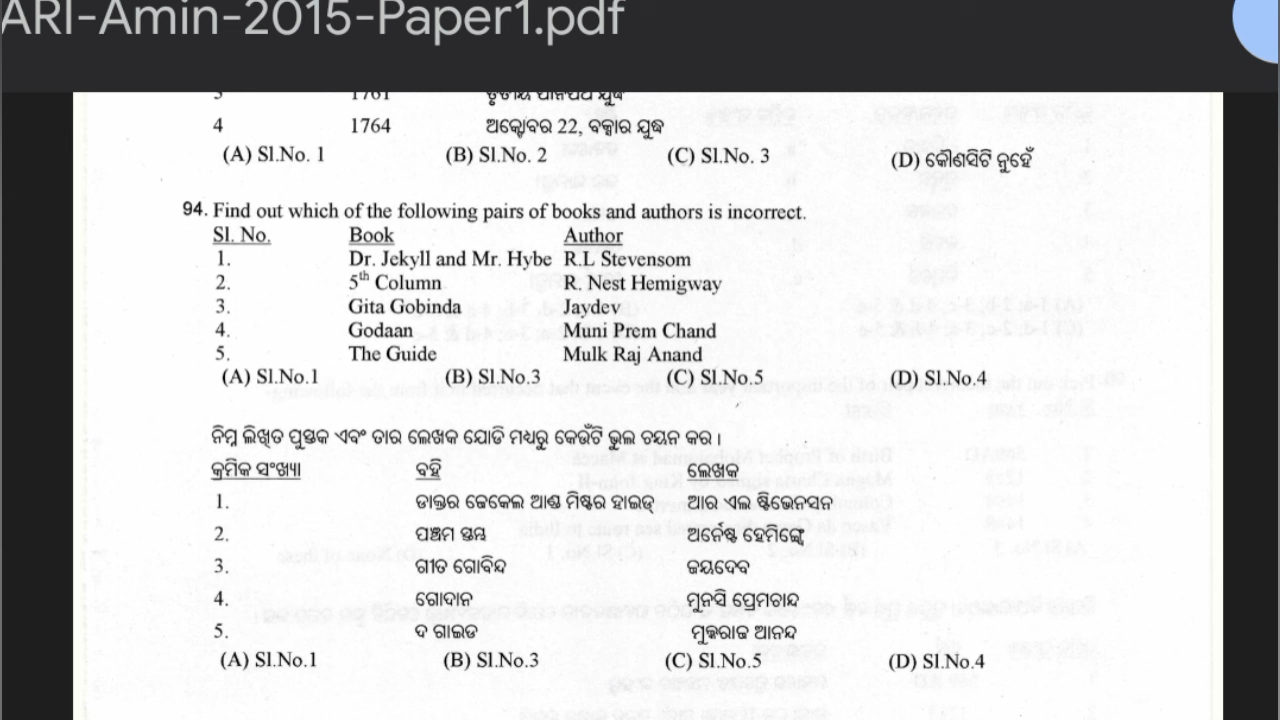 ARI-Amin-2015-Paper1.pdf
3 1761 ତୃତୀୟ ପାନିପଥ ଯୁଦ୍ଧ
4 1764 ଅକ୍ଟୋବର 22, ବକ୍ସାର ଯୁଦ୍ଧ
(A) Sl.No. 1 (B) Sl.No. 2 (C) Sl.No. 3 (D) କୌଣସିଟି ନୁହେଁ
94. Find out which of the following pairs of books and authors is incorrect.
Sl. No. Book Author
1. Dr. Jekyll and Mr. Hybe R.L Stevensom
2. 5th Column R. Nest Hemigway
3. Gita Gobinda Jaydev
4. Godaan Muni Prem Chand
5. The Guide Mulk Raj Anand
(A) Sl.No.1 (B) Sl.No.3 (C) Sl.No.5 (D) Sl.No.4
ନିମ୍ନ ଲିଖିତ ପୁସ୍ତକ ଏବଂ ତାର ଲେଖକ ଯୋଡି ମଧ୍ୟରୁ କେଉଁଟି ଭୁଲ ଚୟନ କର ।
କ୍ରମିକ ସଂଖ୍ୟା ବହି ଲେଖକ
1. ଡାକ୍ତର ଜେକେଲ ଆଣ୍ଡ ମିଷ୍ଟର ହାଇଡ୍ ଆର ଏଲ ଷ୍ଟିଭେନସନ
2. ପଞ୍ଚମ ସ୍ତମ୍ଭ ଅର୍ନେଷ୍ଟ ହେମିଙ୍ଗ୍ୱେ
3. ଗୀତ ଗୋବିନ୍ଦ ଜୟଦେବ
4. ଗୋଦାନ ମୁନସି ପ୍ରେମଚାନ୍ଦ
5. ଦ ଗାଇଡ ମୁଲ୍କରାଜ ଆନନ୍ଦ
(A) Sl.No.1 (B) Sl.No.3 (C) Sl.No.5 (D) Sl.No.4